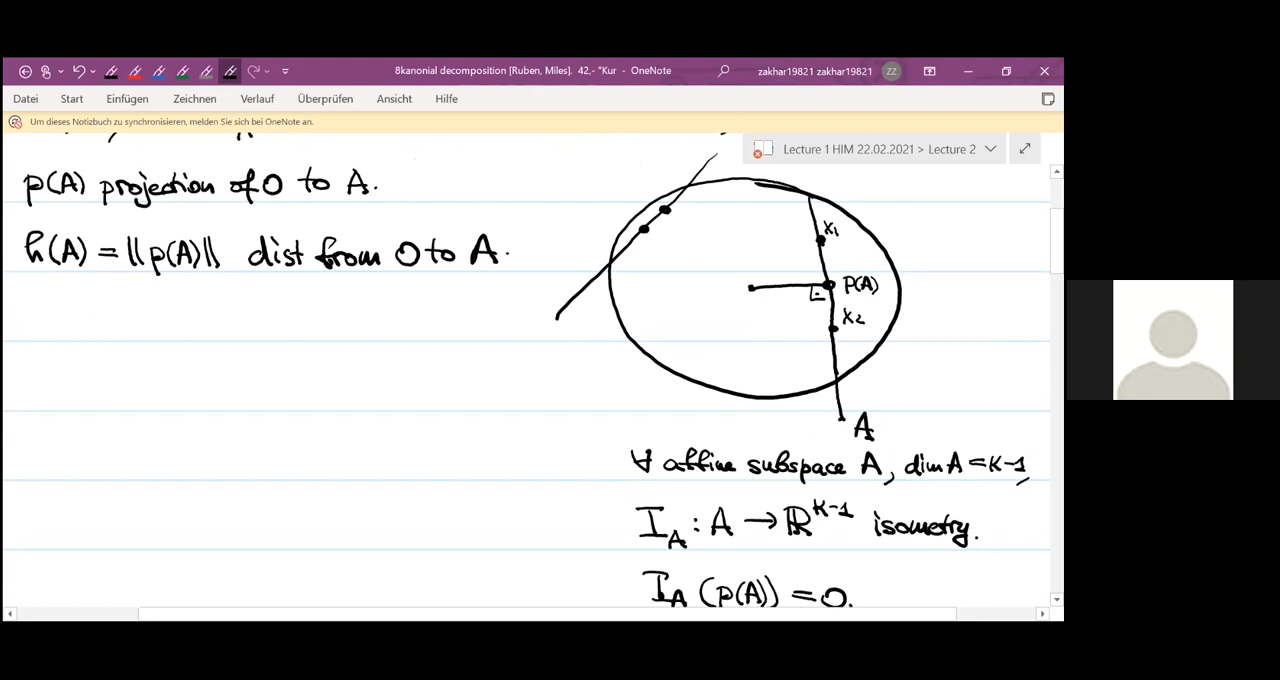 8kanonial decomposition [Ruben, Miles]. 42,- "Kur - OneNote
zakhar19821 zakhar19821
ZZ
Datei Start Einfügen Zeichnen Verlauf Überprüfen Ansicht Hilfe
Um dieses Notizbuch zu synchronisieren, melden Sie sich bei OneNote an.
Lecture 1 HIM 22.02.2021 > Lecture 2
p(A) projection of 0 to A.
h(A) = ||p(A)|| dist from 0 to A.
x₁
p(A)
x₂
A
∀ affine subspace A, dim A = k-1,
I_A : A → ℝ^{k-1} isometry.
I_A (p(A)) = 0.